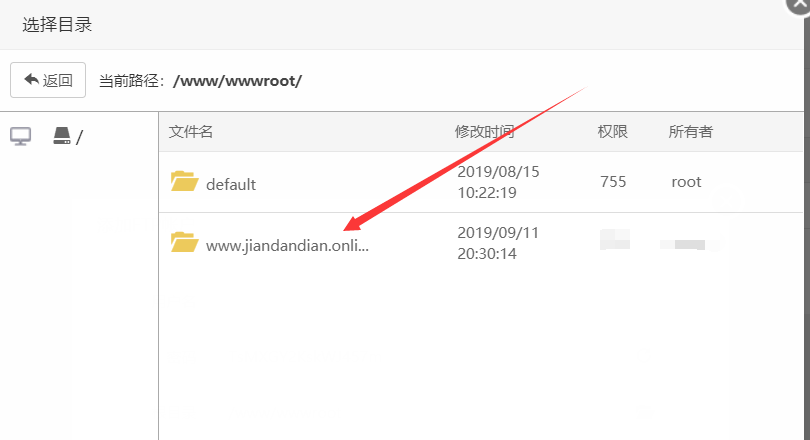 选择目录
返回 当前路径：/www/wwwroot/
/
文件名 修改时间 权限 所有者
default 2019/08/15 10:22:19 755 root
www.jiandandian.onli... 2019/09/11 20:30:14